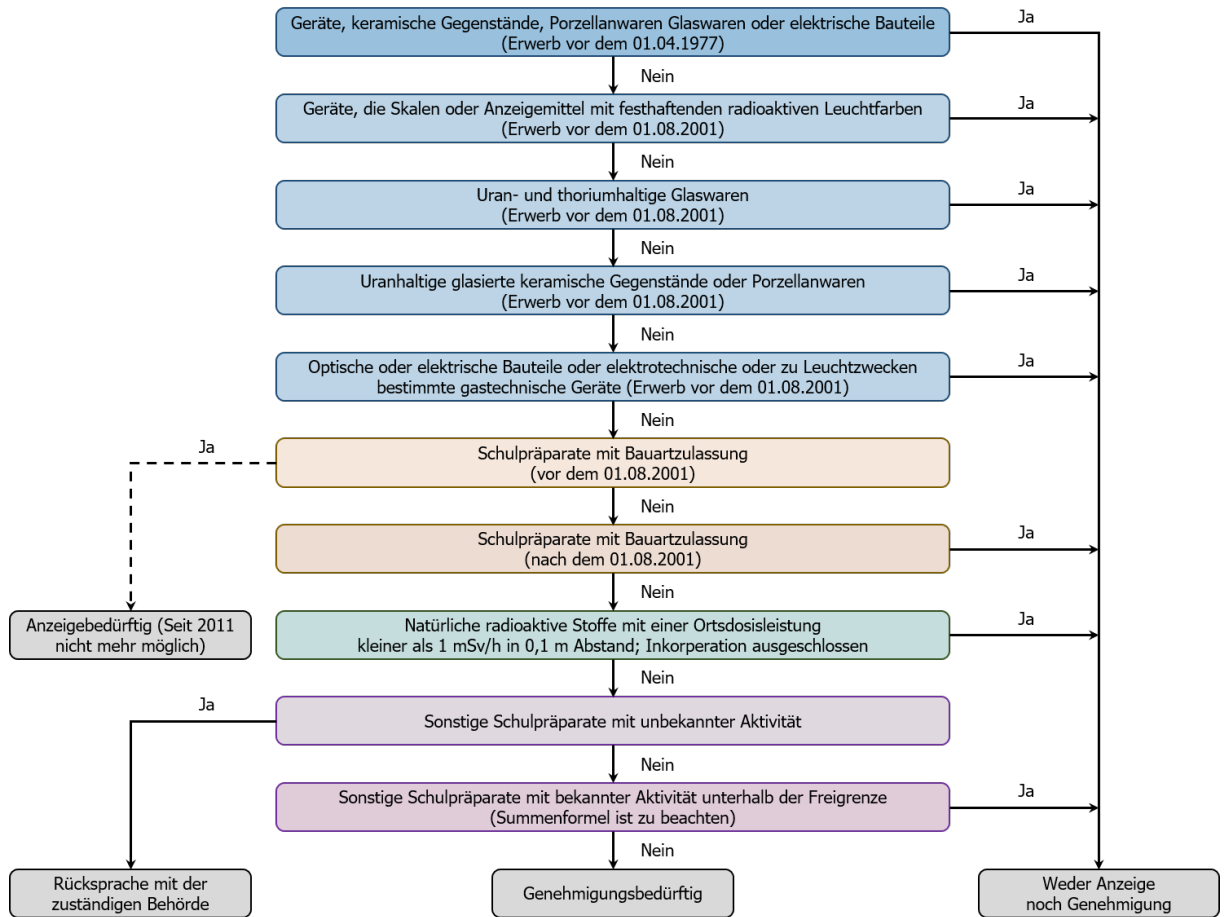 Geräte, keramische Gegenstände, Porzellanwaren Glaswaren oder elektrische Bauteile
(Erwerb vor dem 01.04.1977)
Ja
Nein
Geräte, die Skalen oder Anzeigemittel mit festhaftenden radioaktiven Leuchtfarben
(Erwerb vor dem 01.08.2001)
Ja
Nein
Uran- und thoriumhaltige Glaswaren
(Erwerb vor dem 01.08.2001)
Ja
Nein
Uranhaltige glasierte keramische Gegenstände oder Porzellanwaren
(Erwerb vor dem 01.08.2001)
Ja
Nein
Optische oder elektrische Bauteile oder elektrotechnische oder zu Leuchtzwecken
bestimmte gastechnische Geräte (Erwerb vor dem 01.08.2001)
Ja
Nein
Ja
Schulpräparate mit Bauartzulassung
(vor dem 01.08.2001)
Nein
Schulpräparate mit Bauartzulassung
(nach dem 01.08.2001)
Ja
Nein
Anzeigebedürftig (Seit 2011
nicht mehr möglich)
Natürliche radioaktive Stoffe mit einer Ortsdosisleistung
kleiner als 1 mSv/h in 0,1 m Abstand; Inkorperation ausgeschlossen
Ja
Nein
Ja
Sonstige Schulpräparate mit unbekannter Aktivität
Nein
Sonstige Schulpräparate mit bekannter Aktivität unterhalb der Freigrenze
(Summenformel ist zu beachten)
Ja
Nein
Rücksprache mit der
zuständigen Behörde
Genehmigungsbedürftig
Weder Anzeige
noch Genehmigung